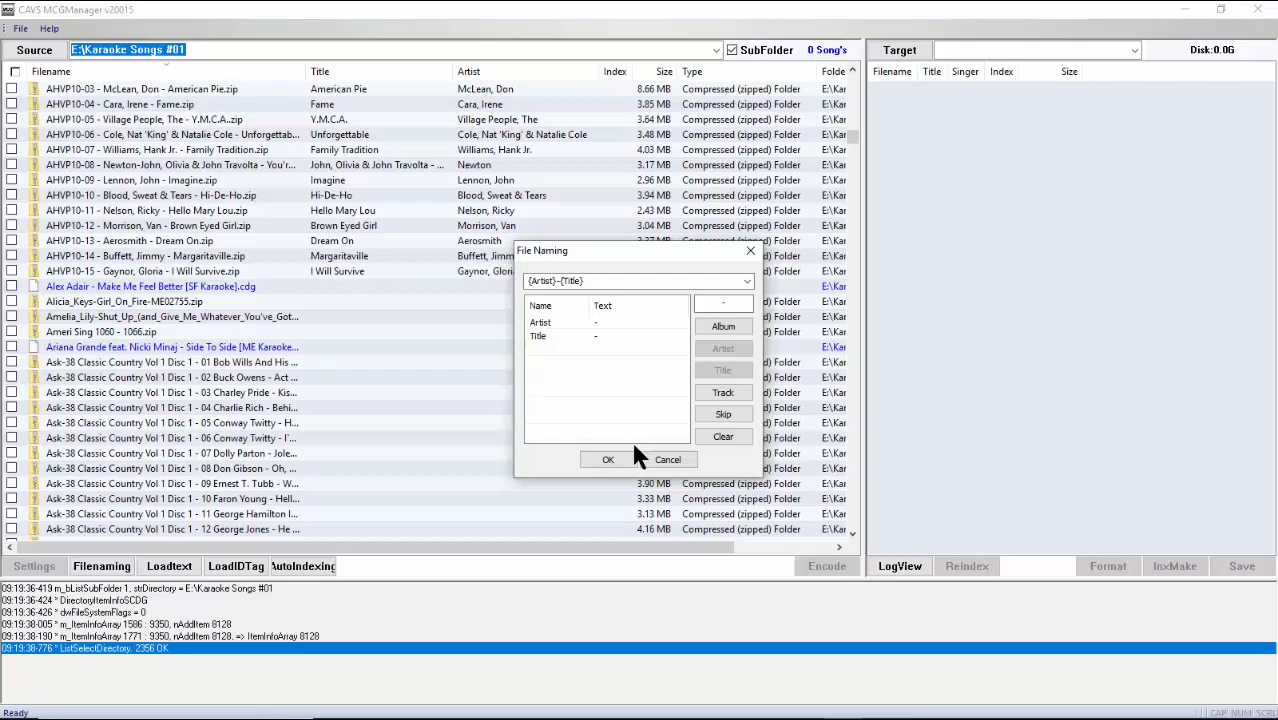 CAVS MCGManager v20015
File Help
Source E:\Karaoke Songs #01 SubFolder 0 Song's Target Disk:0.0G
Filename Title Artist Index Size Type Folde Filename Title Singer Index Size
AHVP10-03 - McLean, Don - American Pie.zip American Pie McLean, Don 8.66 MB Compressed (zipped) Folder E:\Kar
AHVP10-04 - Cara, Irene - Fame.zip Fame Cara, Irene 3.85 MB Compressed (zipped) Folder E:\Kar
AHVP10-05 - Village People, The - Y.M.C.A..zip Y.M.C.A. Village People, The 3.64 MB Compressed (zipped) Folder E:\Kar
AHVP10-06 - Cole, Nat 'King' & Natalie Cole - Unforgettab... Unforgettable Cole, Nat 'King' & Natalie Cole 3.48 MB Compressed (zipped) Folder E:\Kar
AHVP10-07 - Williams, Hank Jr. - Family Tradition.zip Family Tradition Williams, Hank Jr. 4.03 MB Compressed (zipped) Folder E:\Kar
AHVP10-08 - Newton-John, Olivia & John Travolta - You'r... John, Olivia & John Travolta - ... Newton 3.17 MB Compressed (zipped) Folder E:\Kar
AHVP10-09 - Lennon, John - Imagine.zip Imagine Lennon, John 2.96 MB Compressed (zipped) Folder E:\Kar
AHVP10-10 - Blood, Sweat & Tears - Hi-De-Ho.zip Hi-De-Ho Blood, Sweat & Tears 3.94 MB Compressed (zipped) Folder E:\Kar
AHVP10-11 - Nelson, Ricky - Hello Mary Lou.zip Hello Mary Lou Nelson, Ricky 2.43 MB Compressed (zipped) Folder E:\Kar
AHVP10-12 - Morrison, Van - Brown Eyed Girl.zip Brown Eyed Girl Morrison, Van 3.04 MB Compressed (zipped) Folder E:\Kar
AHVP10-13 - Aerosmith - Dream On.zip Dream On Aerosmith Compressed (zipped) Folder E:\Kar
AHVP10-14 - Buffett, Jimmy - Margaritaville.zip Margaritaville Buffett, Jimm E:\Kar
AHVP10-15 - Gaynor, Gloria - I Will Survive.zip I Will Survive Gaynor, Glori E:\Kar
Alex Adair - Make Me Feel Better [SF Karaoke].cdg E:\Kar
Alicia_Keys-Girl_On_Fire-ME02755.zip E:\Kar
Amelia_Lily-Shut_Up_(and_Give_Me_Whatever_You've_Got... E:\Kar
Ameri Sing 1060 - 1066.zip E:\Kar
Ariana Grande feat. Nicki Minaj - Side To Side [ME Karaoke... E:\Kar
Ask-38 Classic Country Vol 1 Disc 1 - 01 Bob Wills And His ... E:\Kar
Ask-38 Classic Country Vol 1 Disc 1 - 02 Buck Owens - Act ... E:\Kar
Ask-38 Classic Country Vol 1 Disc 1 - 03 Charley Pride - Kis... E:\Kar
Ask-38 Classic Country Vol 1 Disc 1 - 04 Charlie Rich - Behi... E:\Kar
Ask-38 Classic Country Vol 1 Disc 1 - 05 Conway Twitty - H... E:\Kar
Ask-38 Classic Country Vol 1 Disc 1 - 06 Conway Twitty - I'... E:\Kar
Ask-38 Classic Country Vol 1 Disc 1 - 07 Dolly Parton - Jol... E:\Kar
Ask-38 Classic Country Vol 1 Disc 1 - 08 Don Gibson - Oh, ... E:\Kar
Ask-38 Classic Country Vol 1 Disc 1 - 09 Ernest T. Tubb - W... 3.90 MB Compressed (zipped) Folder E:\Kar
Ask-38 Classic Country Vol 1 Disc 1 - 10 Faron Young - Hell... 3.33 MB Compressed (zipped) Folder E:\Kar
Ask-38 Classic Country Vol 1 Disc 1 - 11 George Hamilton I... 3.13 MB Compressed (zipped) Folder E:\Kar
Ask-38 Classic Country Vol 1 Disc 1 - 12 George Jones - He ... 4.16 MB Compressed (zipped) Folder E:\Kar
File Naming
{Artist}-{Title}
Name Text -
Artist - Album
Title - Artist
Title
Track
Skip
Clear
OK Cancel
Settings Filenaming Loadtext LoadIDTag AutoIndexing Encode LogView Reindex Format InxMake Save
09:19:36-419 m_bListSubFolder 1, strDirectory = E:\Karaoke Songs #01
09:19:36-424 * DirectoryItemInfoSCDG
09:19:36-426 * dwFileSystemFlags = 0
09:19:38-005 * m_ItemInfoArray 1586 : 9350, nAddItem 8128
09:19:38-190 * m_ItemInfoArray 1771 : 9350, nAddItem 8128, => ItemInfoArray 8128
09:19:38-776 * ListSelectDirectory. 2356 OK
Ready CAP NUM SCRL